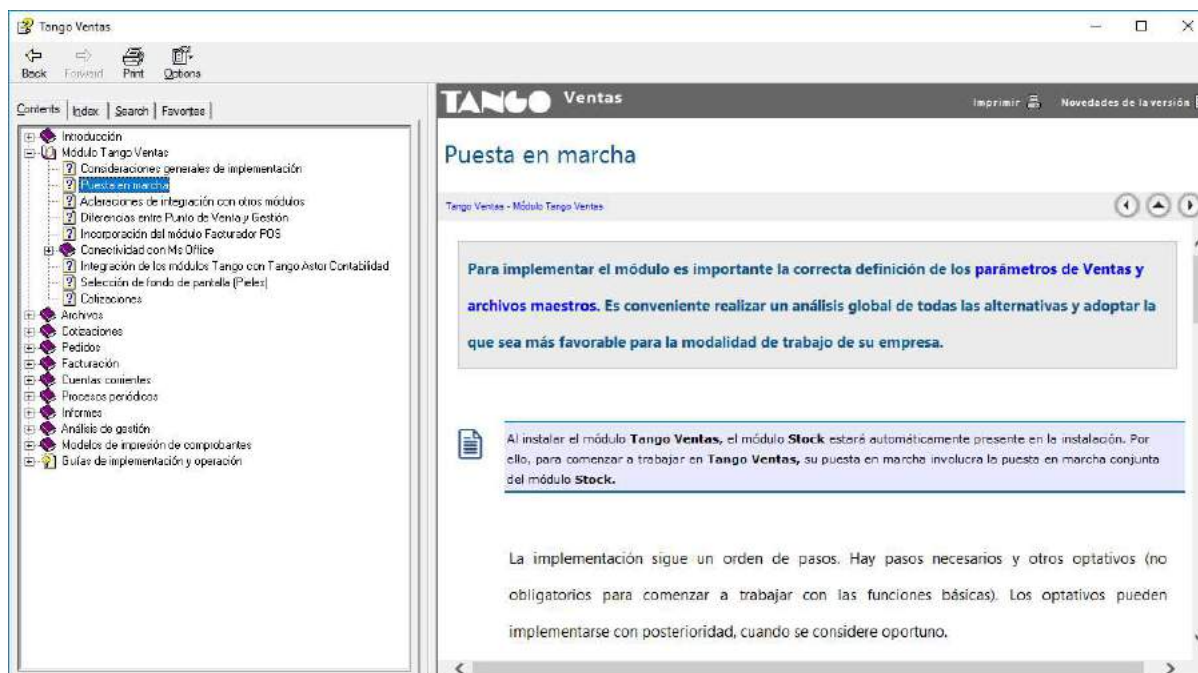 Tango Ventas
Back Forward Print Options
Contents Index Search Favorites
Introducción
Módulo Tango Ventas
Consideraciones generales de implementación
Puesta en marcha
Aclaraciones de integración con otros módulos
Diferencias entre Punto de Venta y Gestión
Incorporación del módulo Facturador POS
Conectividad con Ms Office
Integración de los módulos Tango con Tango Astor Contabilidad
Selección de fondo de pantalla (Pieles)
Cotizaciones
Archivos
Cotizaciones
Pedidos
Facturación
Cuentas corrientes
Procesos periódicos
Informes
Análisis de gestión
Modelos de impresión de comprobantes
Guías de implementación y operación
TANGO Ventas
Imprimir Novedades de la versión
Puesta en marcha
Tango Ventas - Módulo Tango Ventas
Para implementar el módulo es importante la correcta definición de los parámetros de Ventas y
archivos maestros. Es conveniente realizar un análisis global de todas las alternativas y adoptar la
que sea más favorable para la modalidad de trabajo de su empresa.
Al instalar el módulo Tango Ventas, el módulo Stock estará automáticamente presente en la instalación. Por
ello, para comenzar a trabajar en Tango Ventas, su puesta en marcha involucra la puesta en marcha conjunta
del módulo Stock.
La implementación sigue un orden de pasos. Hay pasos necesarios y otros optativos (no
obligatorios para comenzar a trabajar con las funciones básicas). Los optativos pueden
implementarse con posterioridad, cuando se considere oportuno.